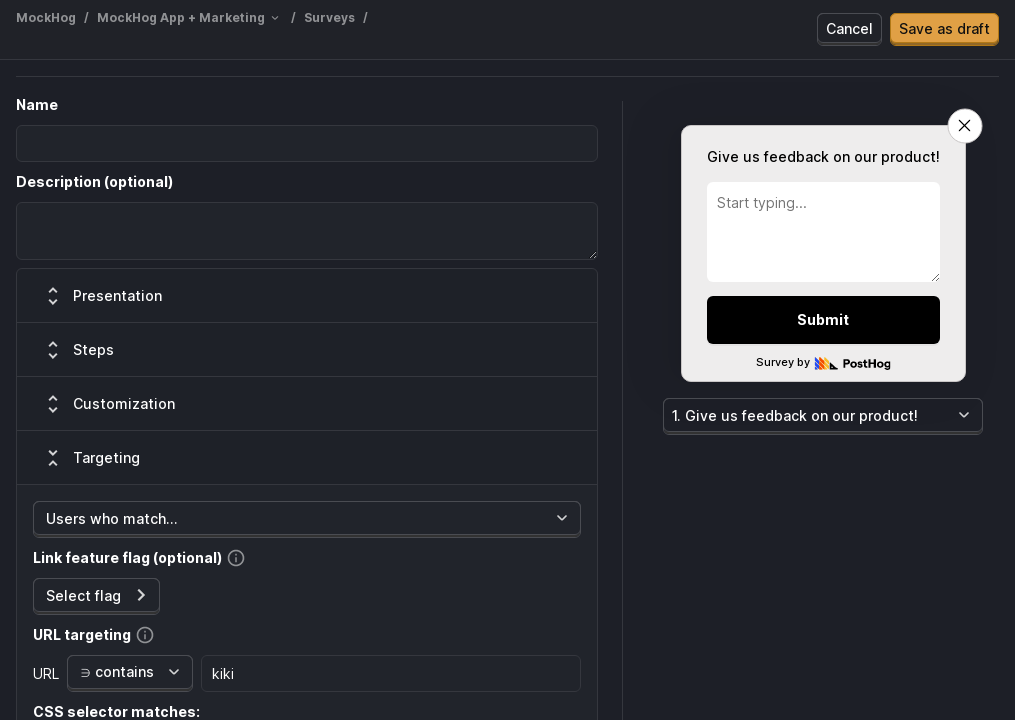 MockHog / MockHog App + Marketing / Surveys /
Cancel
Save as draft
Name
Description (optional)
Presentation
Steps
Customization
Targeting
Users who match...
Link feature flag (optional)
Select flag
URL targeting
URL ∋ contains kiki
CSS selector matches:
Give us feedback on our product!
Start typing...
Submit
Survey by PostHog
1. Give us feedback on our product!